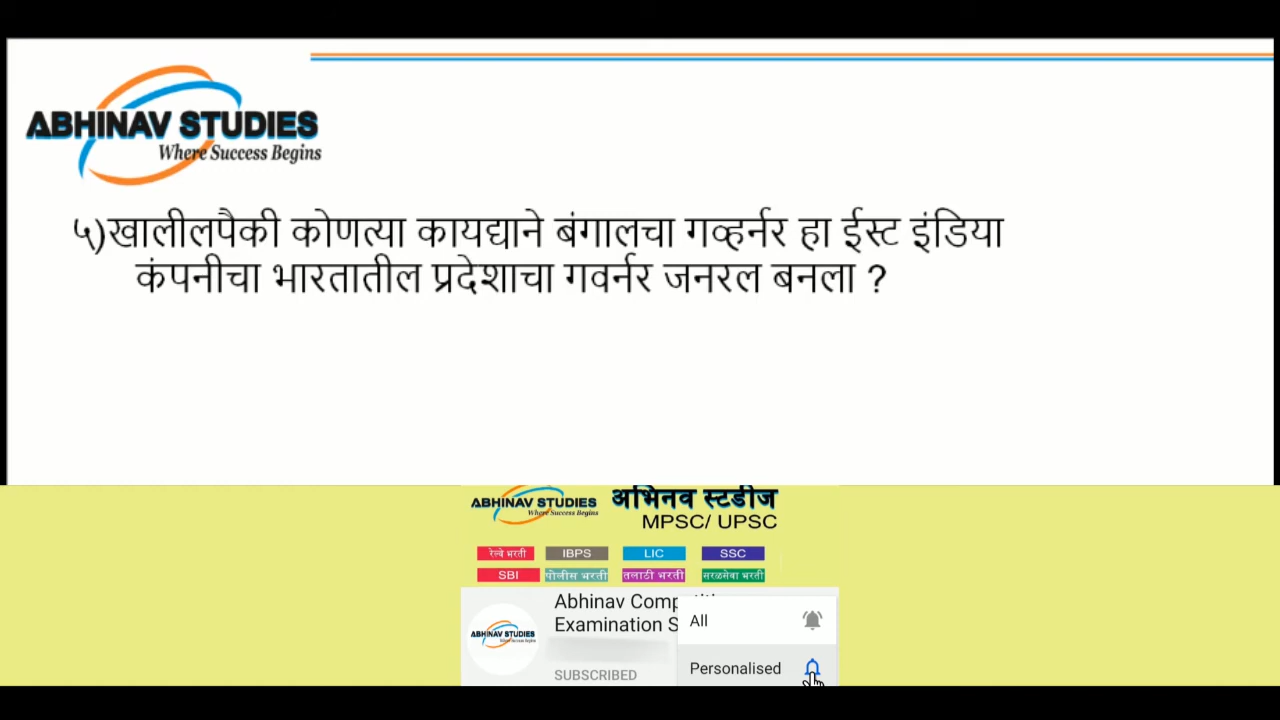 ABHINAV STUDIES
Where Success Begins
५)खालीलपैकी कोणत्या कायद्याने बंगालचा गव्हर्नर हा ईस्ट इंडिया
कंपनीचा भारतातील प्रदेशाचा गवर्नर जनरल बनला ?
ABHINAV STUDIES
Where Success Begins
अभिनव स्टडीज
MPSC/ UPSC
रेल्वे भरती IBPS LIC SSC
SBI पोलीस भरती तलाठी भरती सरळसेवा भरती
Abhinav
Examination
ABHINAV STUDIES
All
SUBSCRIBED
Personalised